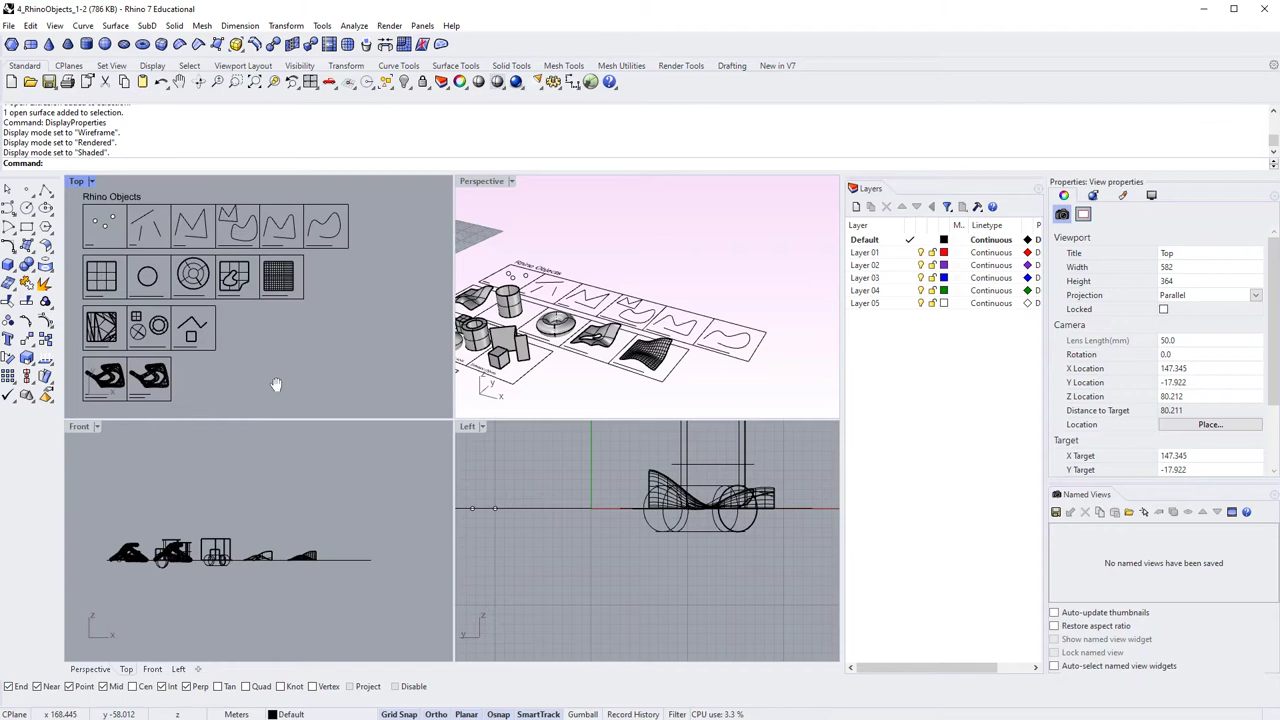 4_RhinoObjects_1-2 (786 KB) - Rhino 7 Educational
File Edit View Curve Surface SubD Solid Mesh Dimension Transform Tools Analyze Render Panels Help
Standard CPlanes Set View Display Select Viewport Layout Visibility Transform Curve Tools Surface Tools Solid Tools Mesh Tools Mesh Utilities Render Tools Drafting New in V7
1 open surface added to selection.
Command: DisplayProperties
Display mode set to "Wireframe".
Display mode set to "Rendered".
Display mode set to "Shaded".
Command:
Top
Rhino Objects
Perspective
Rhino Objects
y
x
Front
z
x
Left
z
y
Layers
Layer M.. Linetype P
Default Continuous D
Layer 01 Continuous D
Layer 02 Continuous D
Layer 03 Continuous D
Layer 04 Continuous D
Layer 05 Continuous D
Properties: View properties
Viewport
Title Top
Width 582
Height 364
Projection Parallel
Locked
Camera
Lens Length(mm) 50.0
Rotation 0.0
X Location 147.345
Y Location -17.922
Z Location 80.212
Distance to Target 80.211
Location Place...
Target
X Target 147.345
Y Target -17.922
Named Views
No named views have been saved
Auto-update thumbnails
Restore aspect ratio
Show named view widget
Lock named view
Auto-select named view widgets
Perspective Top Front Left
End Near Point Mid Cen Int Perp Tan Quad Knot Vertex Project Disable
CPlane x 168.445 y -58.012 z Meters Default Grid Snap Ortho Planar Osnap SmartTrack Gumball Record History Filter CPU use: 3.3 %